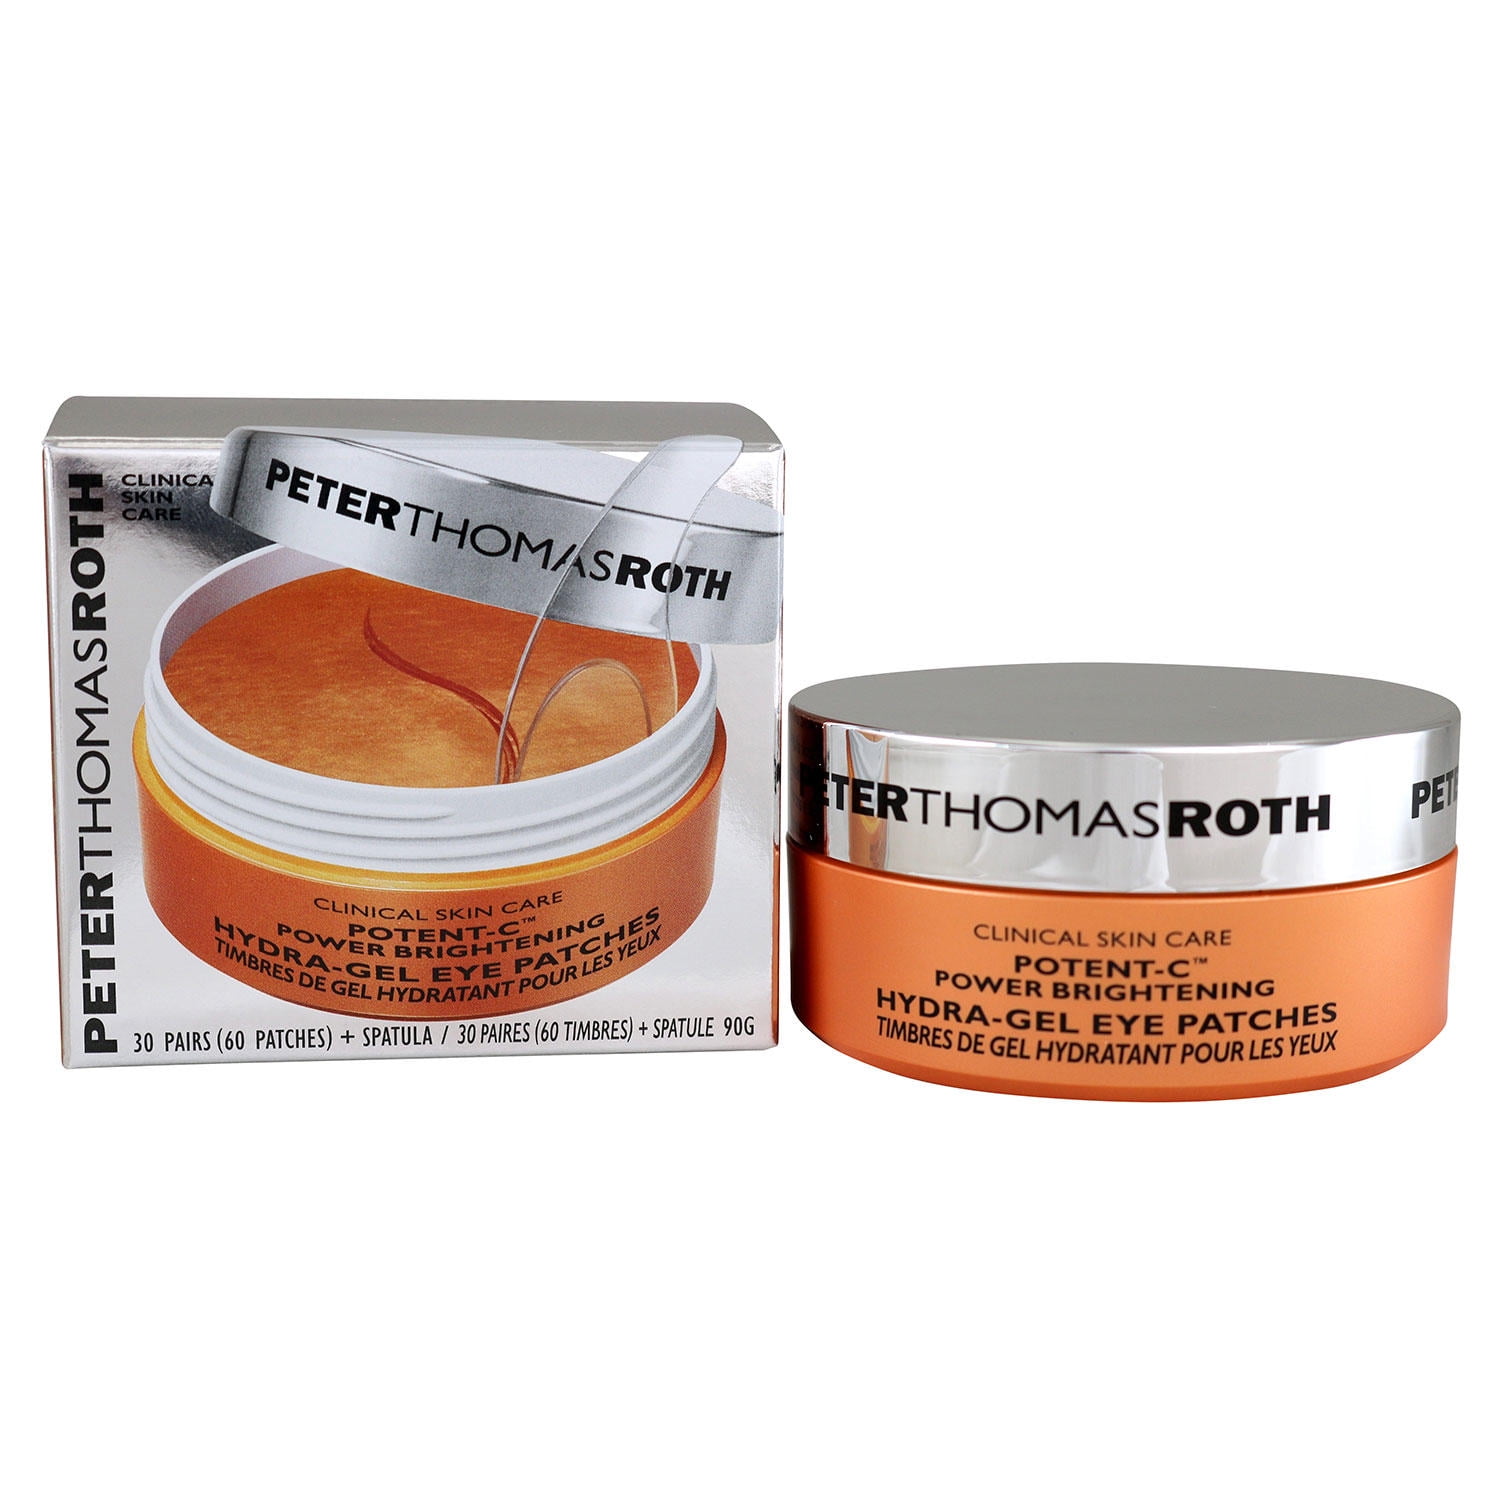 PETERTHOMASROTH
CLINICA
SKIN
CARE
PETERTHOMASROTH
CLINICAL SKIN CARE
POTENT-C™
POWER BRIGHTENING
HYDRA-GEL EYE PATCHES
TIMBRES DE GEL HYDRATANT POUR LES YEUX
30 PAIRS (60 PATCHES) + SPATULA / 30 PAIRES (60 TIMBRES) + SPATULE 90G
PETERTHOMASROTH PETE
CLINICAL SKIN CARE
POTENT-C™
POWER BRIGHTENING
HYDRA-GEL EYE PATCHES
TIMBRES DE GEL HYDRATANT POUR LES YEUX